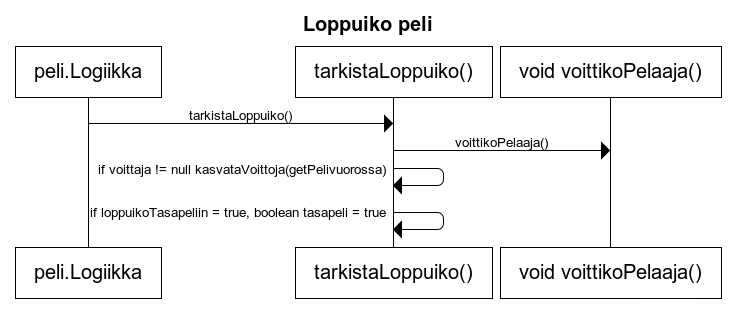 Loppuiko peli
peli.Logiikka
tarkistaLoppuiko()
void voittikoPelaaja()
tarkistaLoppuiko()
voittikoPelaaja()
if voittaja != null kasvataVoittoja(getPelivuorossa)
if loppuikoTasapeliin = true, boolean tasapeli = true
peli.Logiikka
tarkistaLoppuiko()
void voittikoPelaaja()